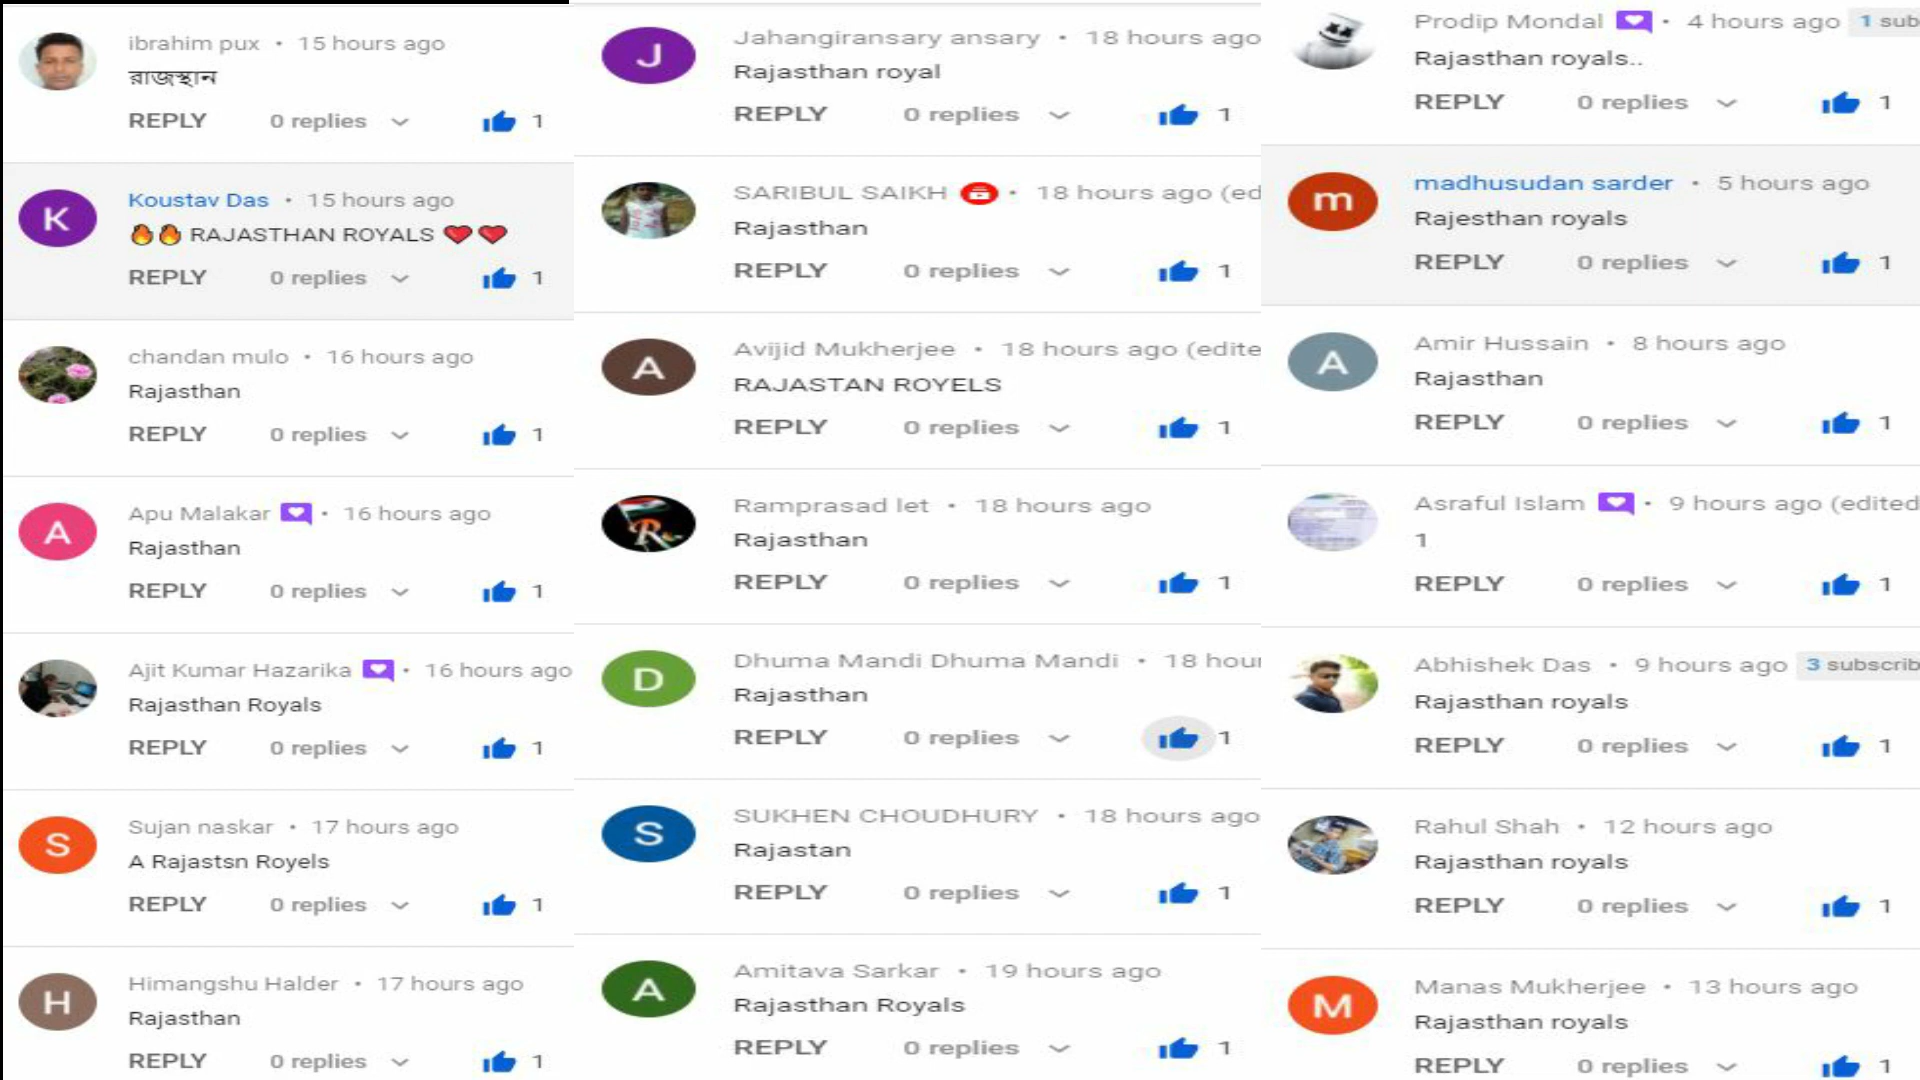 ibrahim pux • 15 hours ago
রাজস্থান
REPLY 0 replies 1
K
Koustav Das • 15 hours ago
🔥🔥 RAJASTHAN ROYALS ❤️❤️
REPLY 0 replies 1
chandan mulo • 16 hours ago
Rajasthan
REPLY 0 replies 1
A
Apu Malakar • 16 hours ago
Rajasthan
REPLY 0 replies 1
Ajit Kumar Hazarika • 16 hours ago
Rajasthan Royals
REPLY 0 replies 1
S
Sujan naskar • 17 hours ago
A Rajastsn Royels
REPLY 0 replies 1
H
Himangshu Halder • 17 hours ago
Rajasthan
REPLY 0 replies 1
J
Jahangiransary ansary • 18 hours ago
Rajasthan royal
REPLY 0 replies 1
SARIBUL SAIKH • 18 hours ago (ed
Rajasthan
REPLY 0 replies 1
A
Avijid Mukherjee • 18 hours ago (edite
RAJASTAN ROYELS
REPLY 0 replies 1
R
Ramprasad let • 18 hours ago
Rajasthan
REPLY 0 replies 1
D
Dhuma Mandi Dhuma Mandi • 18 hour
Rajasthan
REPLY 0 replies 1
S
SUKHEN CHOUDHURY • 18 hours ago
Rajastan
REPLY 0 replies 1
A
Amitava Sarkar • 19 hours ago
Rajasthan Royals
REPLY 0 replies 1
Prodip Mondal • 4 hours ago 1 sub
Rajasthan royals..
REPLY 0 replies 1
m
madhusudan sarder • 5 hours ago
Rajesthan royals
REPLY 0 replies 1
A
Amir Hussain • 8 hours ago
Rajasthan
REPLY 0 replies 1
Asraful Islam • 9 hours ago (edited
1
REPLY 0 replies 1
Abhishek Das • 9 hours ago 3 subscrib
Rajasthan royals
REPLY 0 replies 1
Rahul Shah • 12 hours ago
Rajasthan royals
REPLY 0 replies 1
M
Manas Mukherjee • 13 hours ago
Rajasthan royals
REPLY 0 replies 1